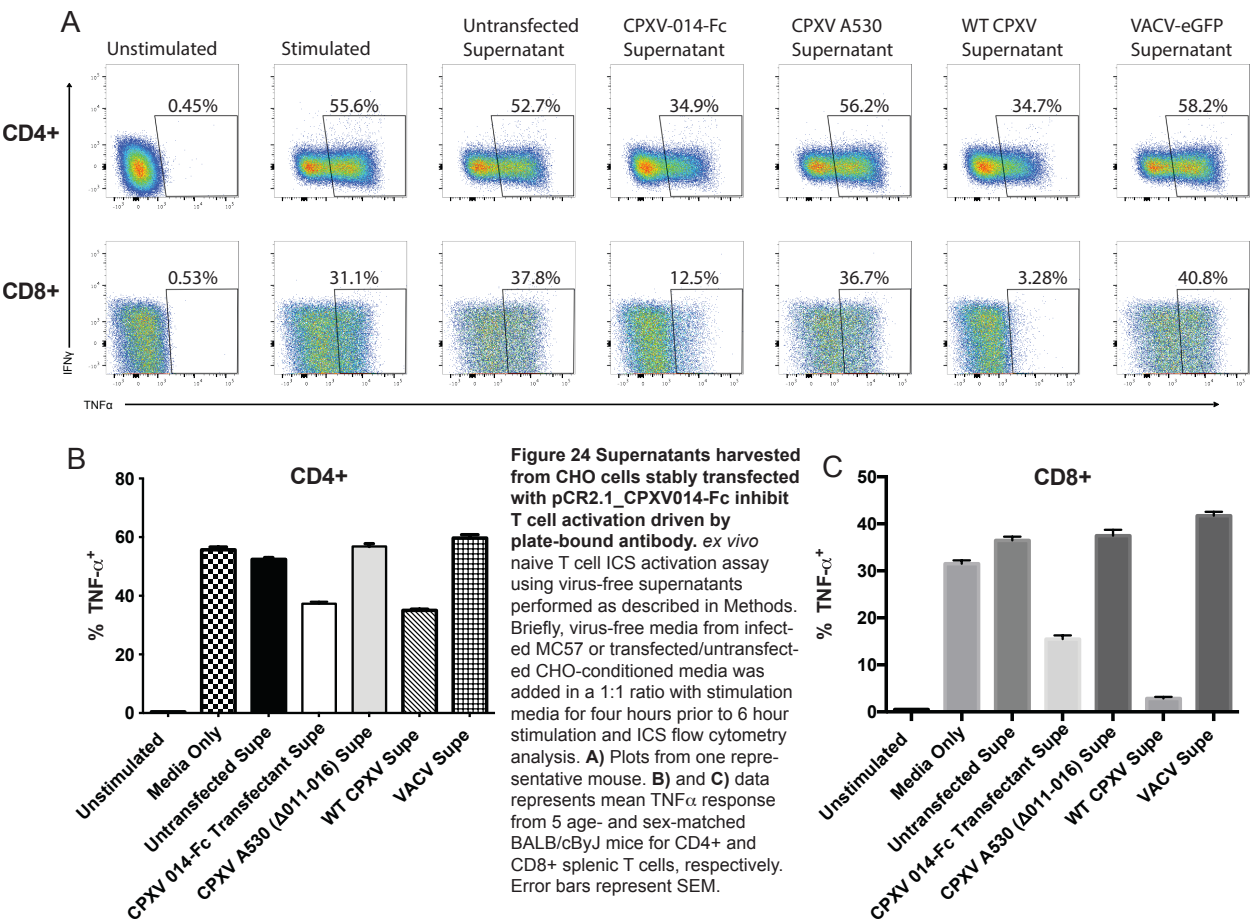 A
Unstimulated
Stimulated
Untransfected
Supernatant
CPXV-014-Fc
Supernatant
CPXV A530
Supernatant
WT CPXV
Supernatant
VACV-eGFP
Supernatant
CD4+
0.45%
55.6%
52.7%
34.9%
56.2%
34.7%
58.2%
CD8+
0.53%
31.1%
37.8%
12.5%
36.7%
3.28%
40.8%
IFNγ
TNFα
B
CD4+
% TNF-α+
80
60
40
20
0
Unstimulated
Media Only
Untransfected Supe
CPXV 014-Fc Transfectant Supe
CPXV A530 (Δ011-016) Supe
WT CPXV Supe
VACV Supe
Figure 24 Supernatants harvested
from CHO cells stably transfected
with pCR2.1_CPXV014-Fc inhibit
T cell activation driven by
plate-bound antibody. ex vivo
naive T cell ICS activation assay
using virus-free supernatants
performed as described in Methods.
Briefly, virus-free media from infect-
ed MC57 or transfected/untransfect-
ed CHO-conditioned media was
added in a 1:1 ratio with stimulation
media for four hours prior to 6 hour
stimulation and ICS flow cytometry
analysis. A) Plots from one repre-
sentative mouse. B) and C) data
represents mean TNFα response
from 5 age- and sex-matched
BALB/cByJ mice for CD4+ and
CD8+ splenic T cells, respectively.
Error bars represent SEM.
C
CD8+
% TNF-α+
50
40
30
20
10
0
Unstimulated
Media Only
Untransfected Supe
CPXV 014-Fc Transfectant Supe
CPXV A530 (Δ011-016) Supe
WT CPXV Supe
VACV Supe